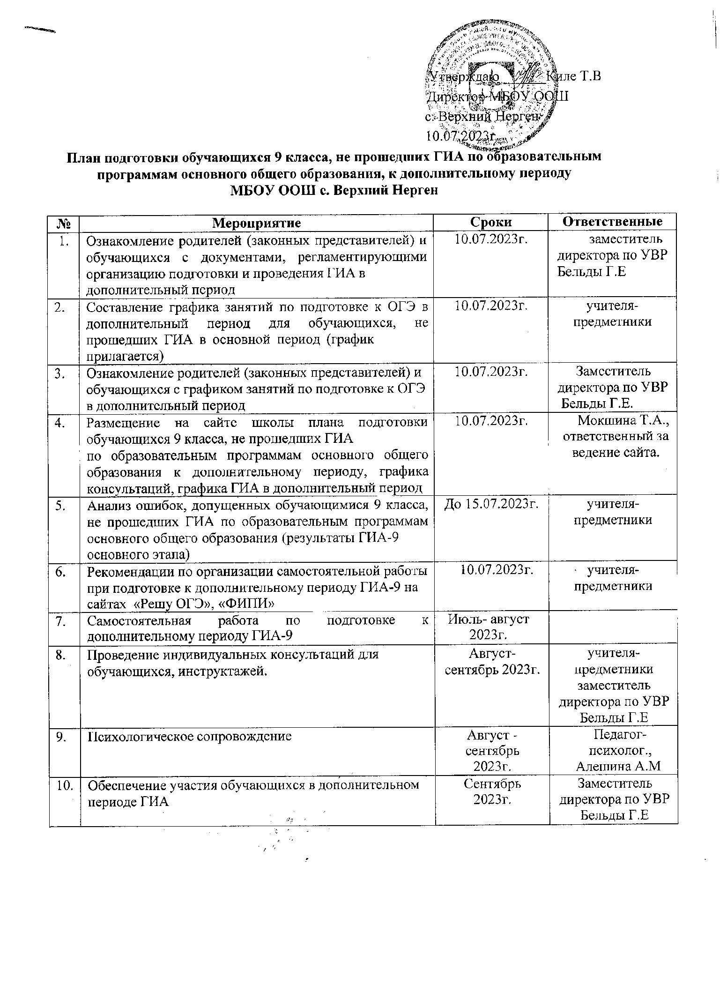 Утверждаю ______ Киле Т.В
Директор МБОУ ООШ
с. Верхний Нерген
10.07.2023г.
План подготовки обучающихся 9 класса, не прошедших ГИА по образовательным
программам основного общего образования, к дополнительному периоду
МБОУ ООШ с. Верхний Нерген
№ Мероприятие Сроки Ответственные
1. Ознакомление родителей (законных представителей) и 10.07.2023г. заместитель
обучающихся с документами, регламентирующими директора по УВР
организацию подготовки и проведения ГИА в Бельды Г.Е
дополнительный период
2. Составление графика занятий по подготовке к ОГЭ в 10.07.2023г. учителя-
дополнительный период для обучающихся, не предметники
прошедших ГИА в основной период (график
прилагается)
3. Ознакомление родителей (законных представителей) и 10.07.2023г. Заместитель
обучающихся с графиком занятий по подготовке к ОГЭ директора по УВР
в дополнительный период Бельды Г.Е.
4. Размещение на сайте школы плана подготовки 10.07.2023г. Мокшина Т.А.,
обучающихся 9 класса, не прошедших ГИА ответственный за
по образовательным программам основного общего ведение сайта.
образования к дополнительному периоду, графика
консультаций, графика ГИА в дополнительный период
5. Анализ ошибок, допущенных обучающимися 9 класса, До 15.07.2023г. учителя-
не прошедших ГИА по образовательным программам предметники
основного общего образования (результаты ГИА-9
основного этапа)
6. Рекомендации по организации самостоятельной работы 10.07.2023г. учителя-
при подготовке к дополнительному периоду ГИА-9 на предметники
сайтах «Решу ОГЭ», «ФИПИ»
7. Самостоятельная работа по подготовке к Июль- август
дополнительному периоду ГИА-9 2023г.
8. Проведение индивидуальных консультаций для Август- учителя-
обучающихся, инструктажей. сентябрь 2023г. предметники
заместитель
директора по УВР
Бельды Г.Е
9. Психологическое сопровождение Август - Педагог-
сентябрь психолог.,
2023г. Алешина А.М
10. Обеспечение участия обучающихся в дополнительном Сентябрь Заместитель
периоде ГИА 2023г. директора по УВР
Бельды Г.Е